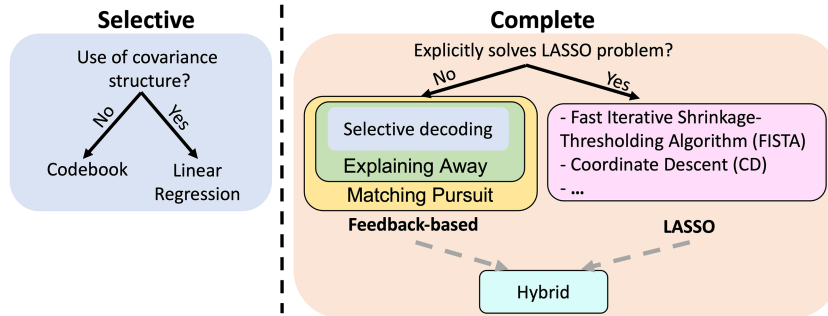 Selective
Use of covariance
structure?
No
Yes
Codebook
Linear
Regression
Complete
Explicitly solves LASSO problem?
No
Yes
Selective decoding
Explaining Away
Matching Pursuit
Feedback-based
- Fast Iterative Shrinkage-
Thresholding Algorithm (FISTA)
- Coordinate Descent (CD)
- ...
LASSO
Hybrid